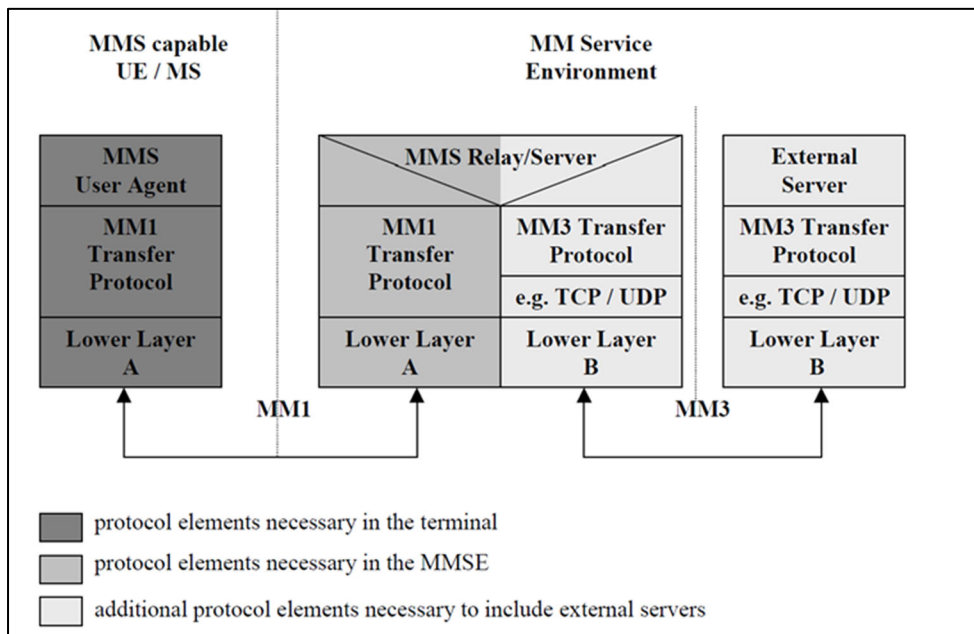 MMS capable
UE / MS
MM Service
Environment
MMS
User Agent
MM1
Transfer
Protocol
Lower Layer
A
MMS Relay/Server
MM1
Transfer
Protocol
Lower Layer
A
MM3 Transfer
Protocol
e.g. TCP / UDP
Lower Layer
B
External
Server
MM3 Transfer
Protocol
e.g. TCP / UDP
Lower Layer
B
MM1
MM3
protocol elements necessary in the terminal
protocol elements necessary in the MMSE
additional protocol elements necessary to include external servers